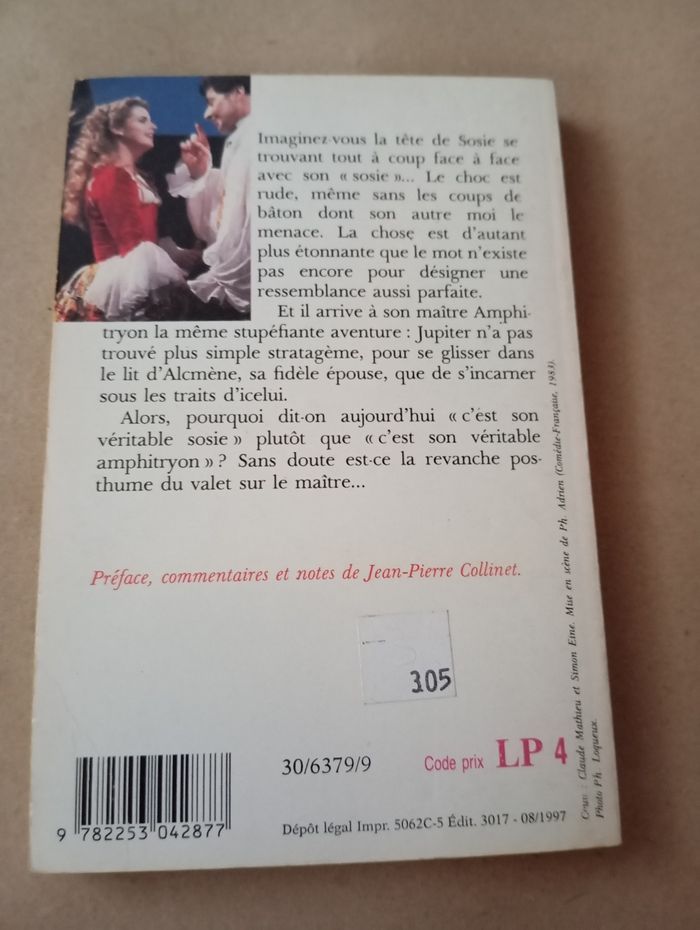 Imaginez-vous la tête de Sosie se
trouvant tout à coup face à face
avec son « sosie »... Le choc est
rude, même sans les coups de
bâton dont son autre moi le
menace. La chose est d'autant
plus étonnante que le mot n'existe
pas encore pour désigner une
ressemblance aussi parfaite.
Et il arrive à son maître Amphi-
tryon la même stupéfiante aventure : Jupiter n'a pas
trouvé plus simple stratagème, pour se glisser dans
le lit d'Alcmène, sa fidèle épouse, que de s'incarner
sous les traits d'icelui.
Alors, pourquoi dit-on aujourd'hui « c'est son
véritable sosie » plutôt que « c'est son véritable
amphitryon » ? Sans doute est-ce la revanche pos-
thume du valet sur le maître...
Préface, commentaires et notes de Jean-Pierre Collinet.
305
30/6379/9
Code prix LP 4
9 782253 042877
Dépôt légal Impr. 5062C-5 Édit. 3017 - 08/1997
Claude Mathieu et Simon Eine. Mise en scène de Ph. Adrien (Comédie-Française, 1983).
Photo Ph. Loqueux.